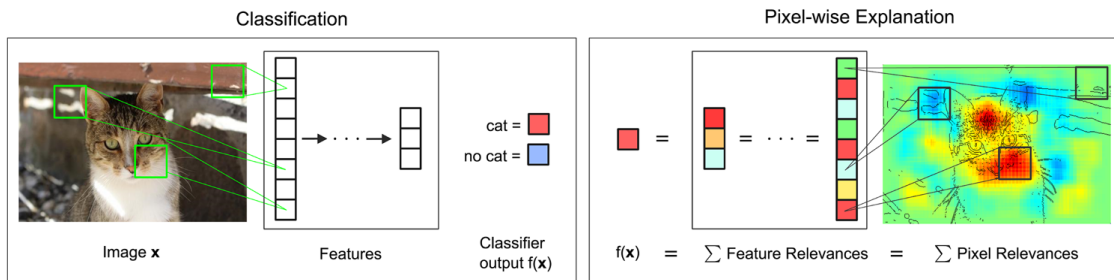 Classification
cat =
no cat =
Image x
Features
Classifier
output f(x)
Pixel-wise Explanation
=
= · · · =
f(x) = ∑ Feature Relevances = ∑ Pixel Relevances